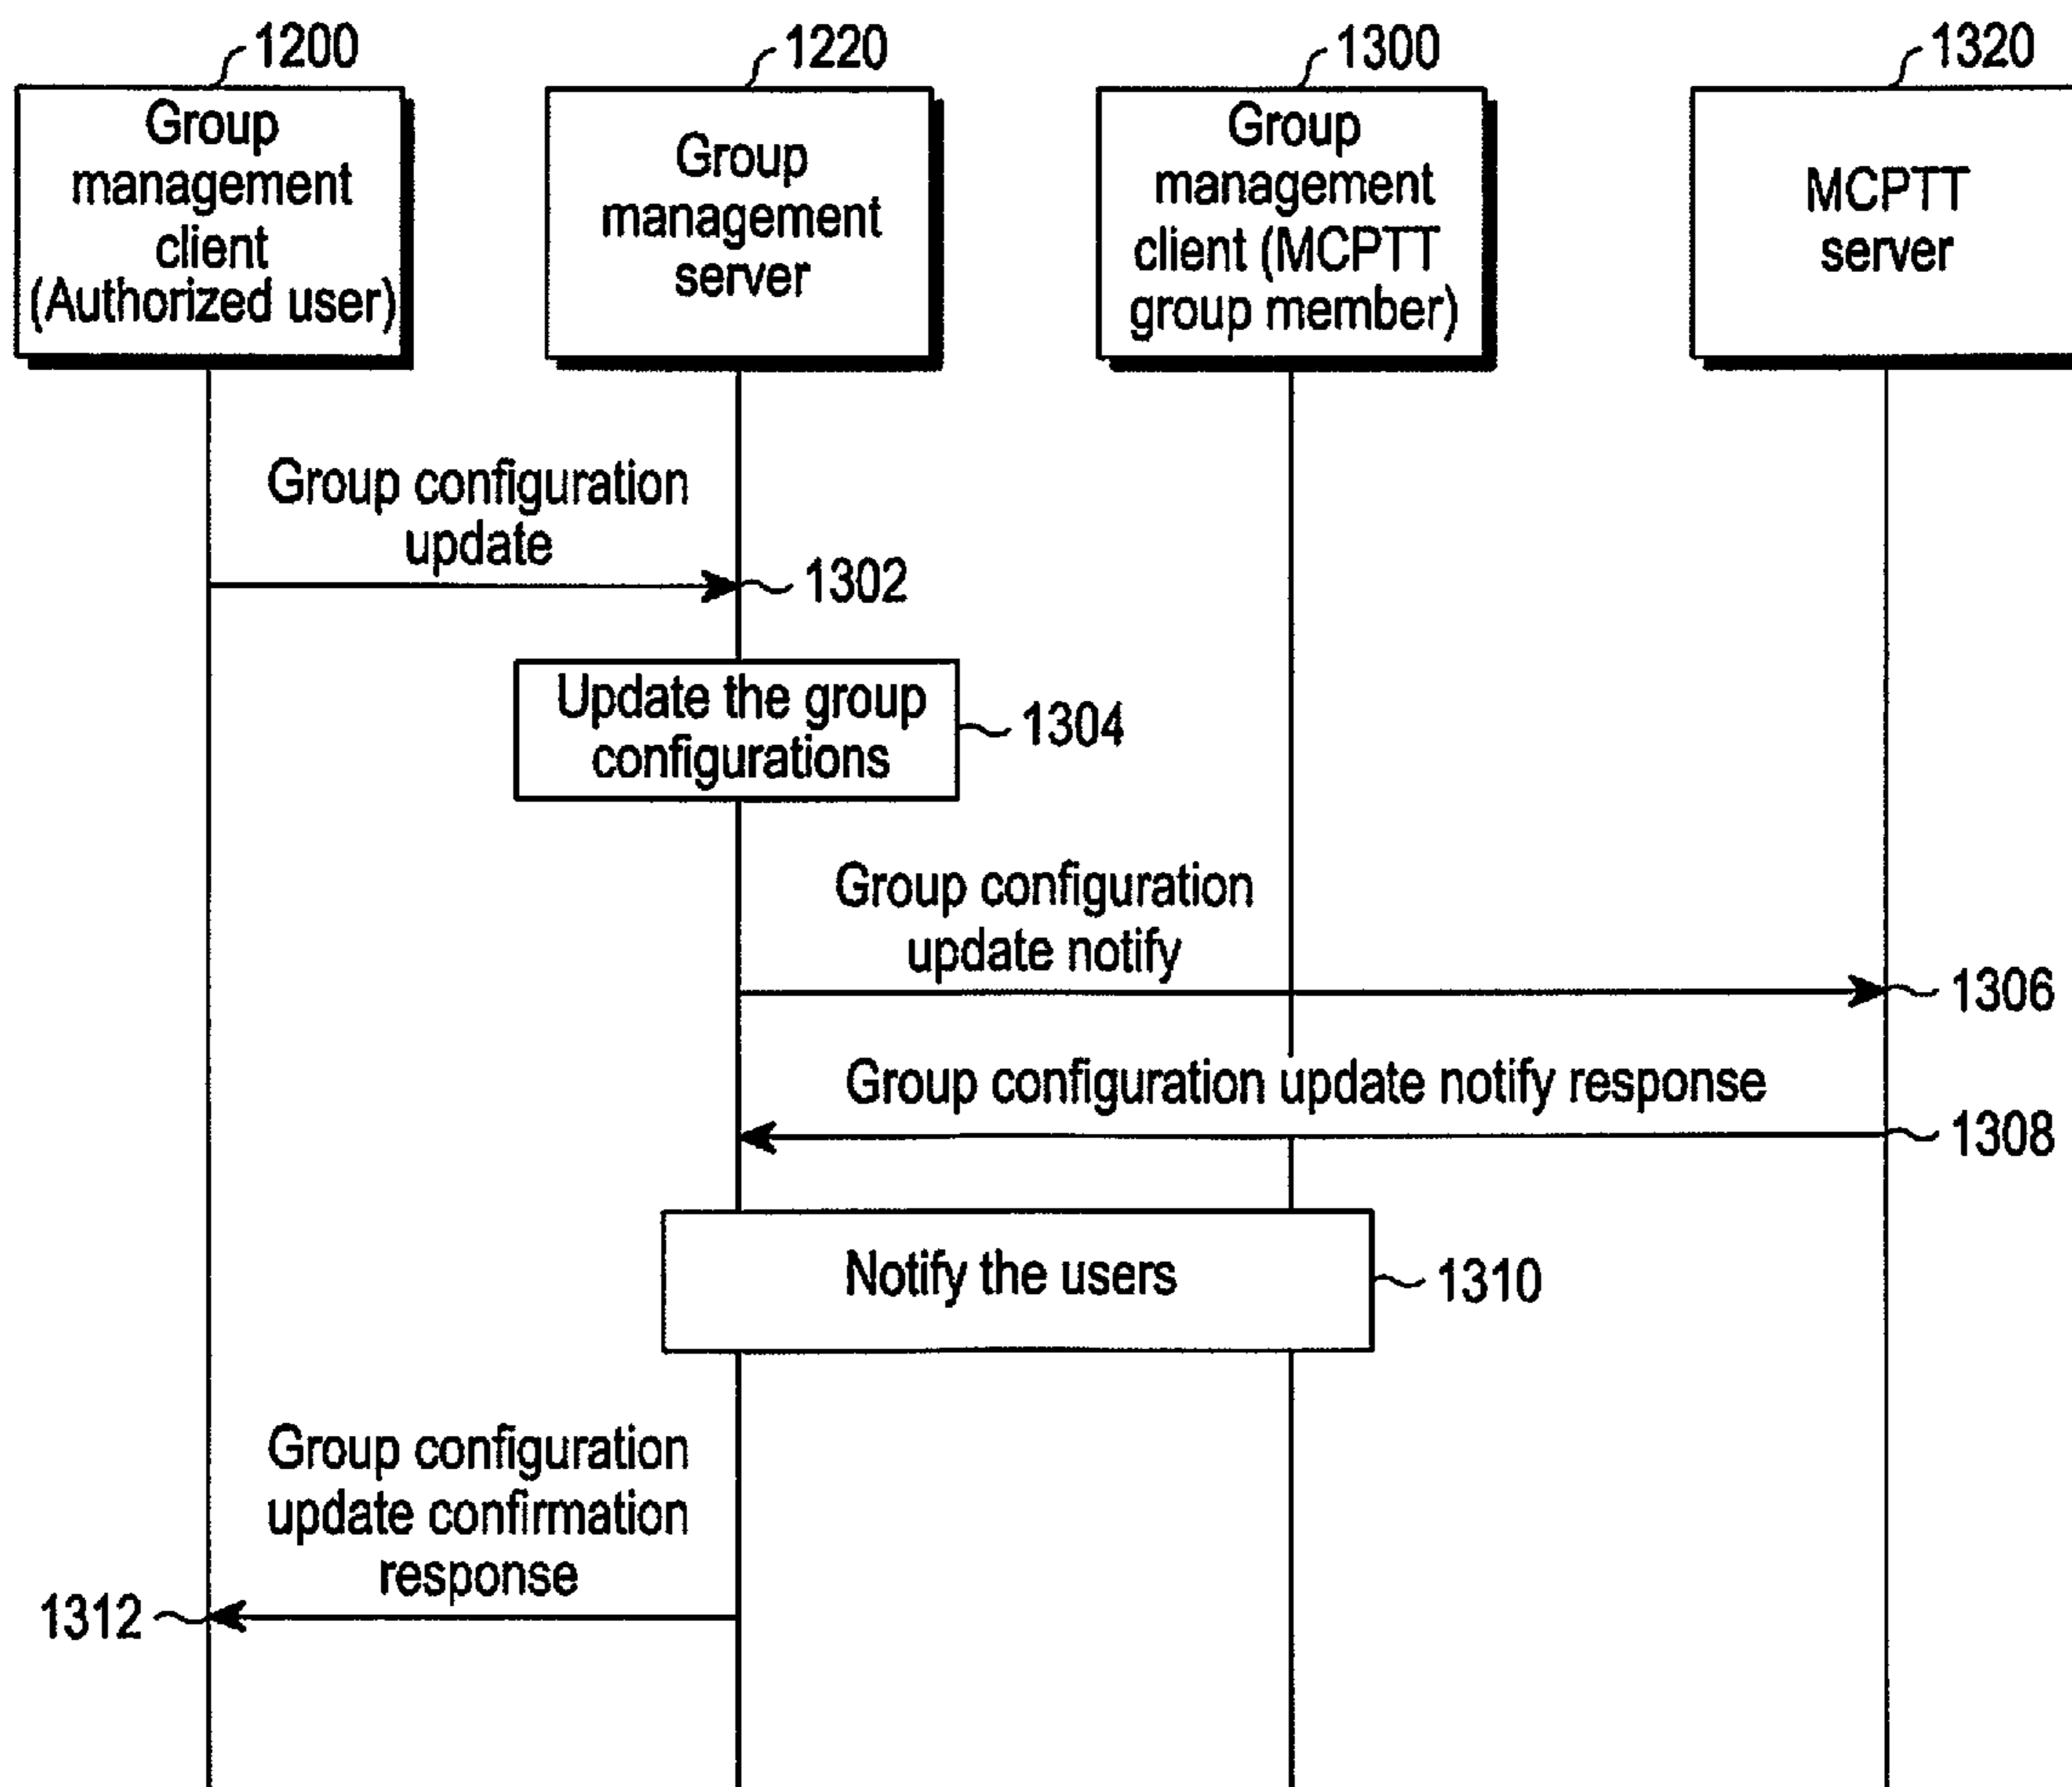 1200
1220
1300
1320
Group
management
client
(Authorized user)
Group
management
server
Group
management
client (MCPTT
group member)
MCPTT
server
Group configuration
update
1302
Update the group
configurations
1304
Group configuration
update notify
1306
Group configuration update notify response
1308
Notify the users
1310
Group configuration
update confirmation
response
1312